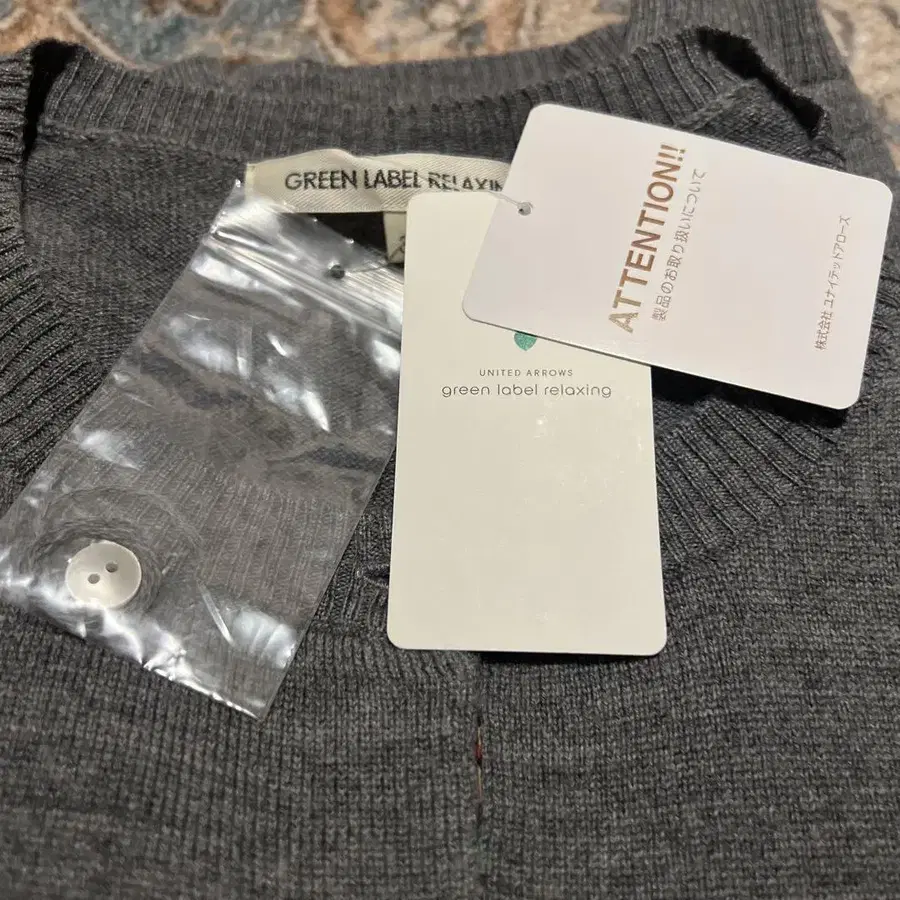 GREEN LABEL RELAXIN
ATTENTION!!
製品のお取り扱いについて
株式会社 ユナイテッドアローズ
UNITED ARROWS
green label relaxing